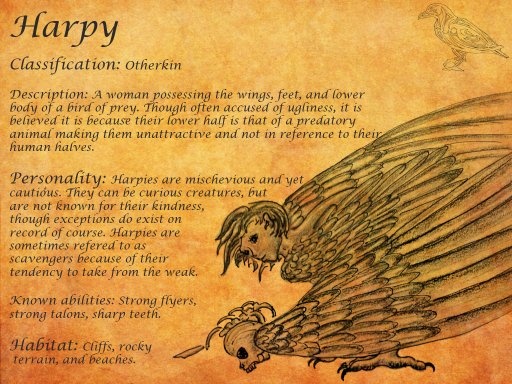 Harpy
Classification: Otherkin
Description: A woman possessing the wings, feet, and lower
body of a bird of prey. Though often accused of ugliness, it is
believed it is because their lower half is that of a predatory
animal making them unattractive and not in reference to their
human halves.
Personality: Harpies are mischevious and yet
cautious. They can be curious creatures, but
are not known for their kindness,
though exceptions do exist on
record of course. Harpies are
sometimes refered to as
scavengers because of their
tendency to take from the weak.
Known abilities: Strong flyers,
strong talons, sharp teeth.
Habitat: Cliffs, rocky
terrain, and beaches.